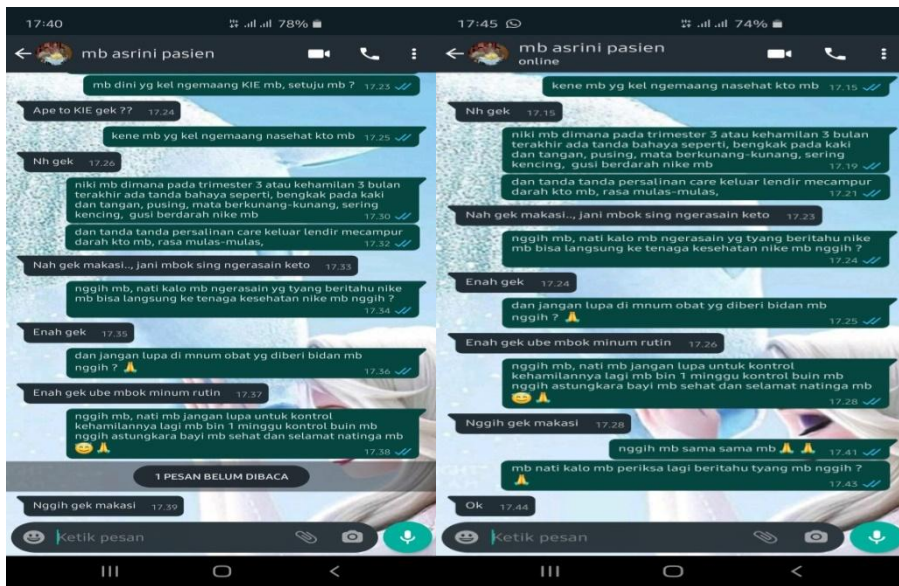 17:40
78%
mb asrini pasien
mb dini yg kel ngemaang KIE mb, setuju mb ? 17.23
Ape to KIE gek ?? 17.24
kene mb yg kel ngemaang nasehat kto mb 17.25
Nh gek 17.26
niki mb dimana pada trimester 3 atau kehamilan 3 bulan
terakhir ada tanda bahaya seperti, bengkak pada kaki
dan tangan, pusing, mata berkunang-kunang, sering
kencing, gusi berdarah nike mb 17.30
dan tanda tanda persalinan care keluar lendir mecampur
darah kto mb, rasa mulas-mulas, 17.32
Nah gek makasi.., jani mbok sing ngerasain keto 17.33
nggih mb, nati kalo mb ngerasain yg tyang beritahu nike
mb bisa langsung ke tenaga kesehatan nike mb nggih ?
17.34
Enah gek 17.35
dan jangan lupa di mnum obat yg diberi bidan mb
nggih ? 🙏 17.36
Enah gek ube mbok minum rutin 17.37
nggih mb, nati mb jangan lupa untuk kontrol
kehamilannya lagi mb bin 1 minggu kontrol buin mb
nggih astungkara bayi mb sehat dan selamat natinga mb
😅🙏 17.38
1 PESAN BELUM DIBACA
Nggih gek makasi 17.39
Ketik pesan
17:45
74%
mb asrini pasien
online
kene mb yg kel ngemaang nasehat kto mb 17.15
Nh gek 17.15
niki mb dimana pada trimester 3 atau kehamilan 3 bulan
terakhir ada tanda bahaya seperti, bengkak pada kaki
dan tangan, pusing, mata berkunang-kunang, sering
kencing, gusi berdarah nike mb 17.19
dan tanda tanda persalinan care keluar lendir mecampur
darah kto mb, rasa mulas-mulas, 17.21
Nah gek makasi.., jani mbok sing ngerasain keto 17.23
nggih mb, nati kalo mb ngerasain yg tyang beritahu nike
mb bisa langsung ke tenaga kesehatan nike mb nggih ?
17.24
Enah gek 17.24
dan jangan lupa di mnum obat yg diberi bidan mb
nggih ? 🙏 17.25
Enah gek ube mbok minum rutin 17.26
nggih mb, nati mb jangan lupa untuk kontrol
kehamilannya lagi mb bin 1 minggu kontrol buin mb
nggih astungkara bayi mb sehat dan selamat natinga mb
😅🙏 17.28
Nggih gek makasi 17.28
nggih mb sama sama mb 🙏 🙏 17.41
mb nati kalo mb periksa lagi beritahu tyang mb nggih ?
🙏 17.43
Ok 17.44
Ketik pesan